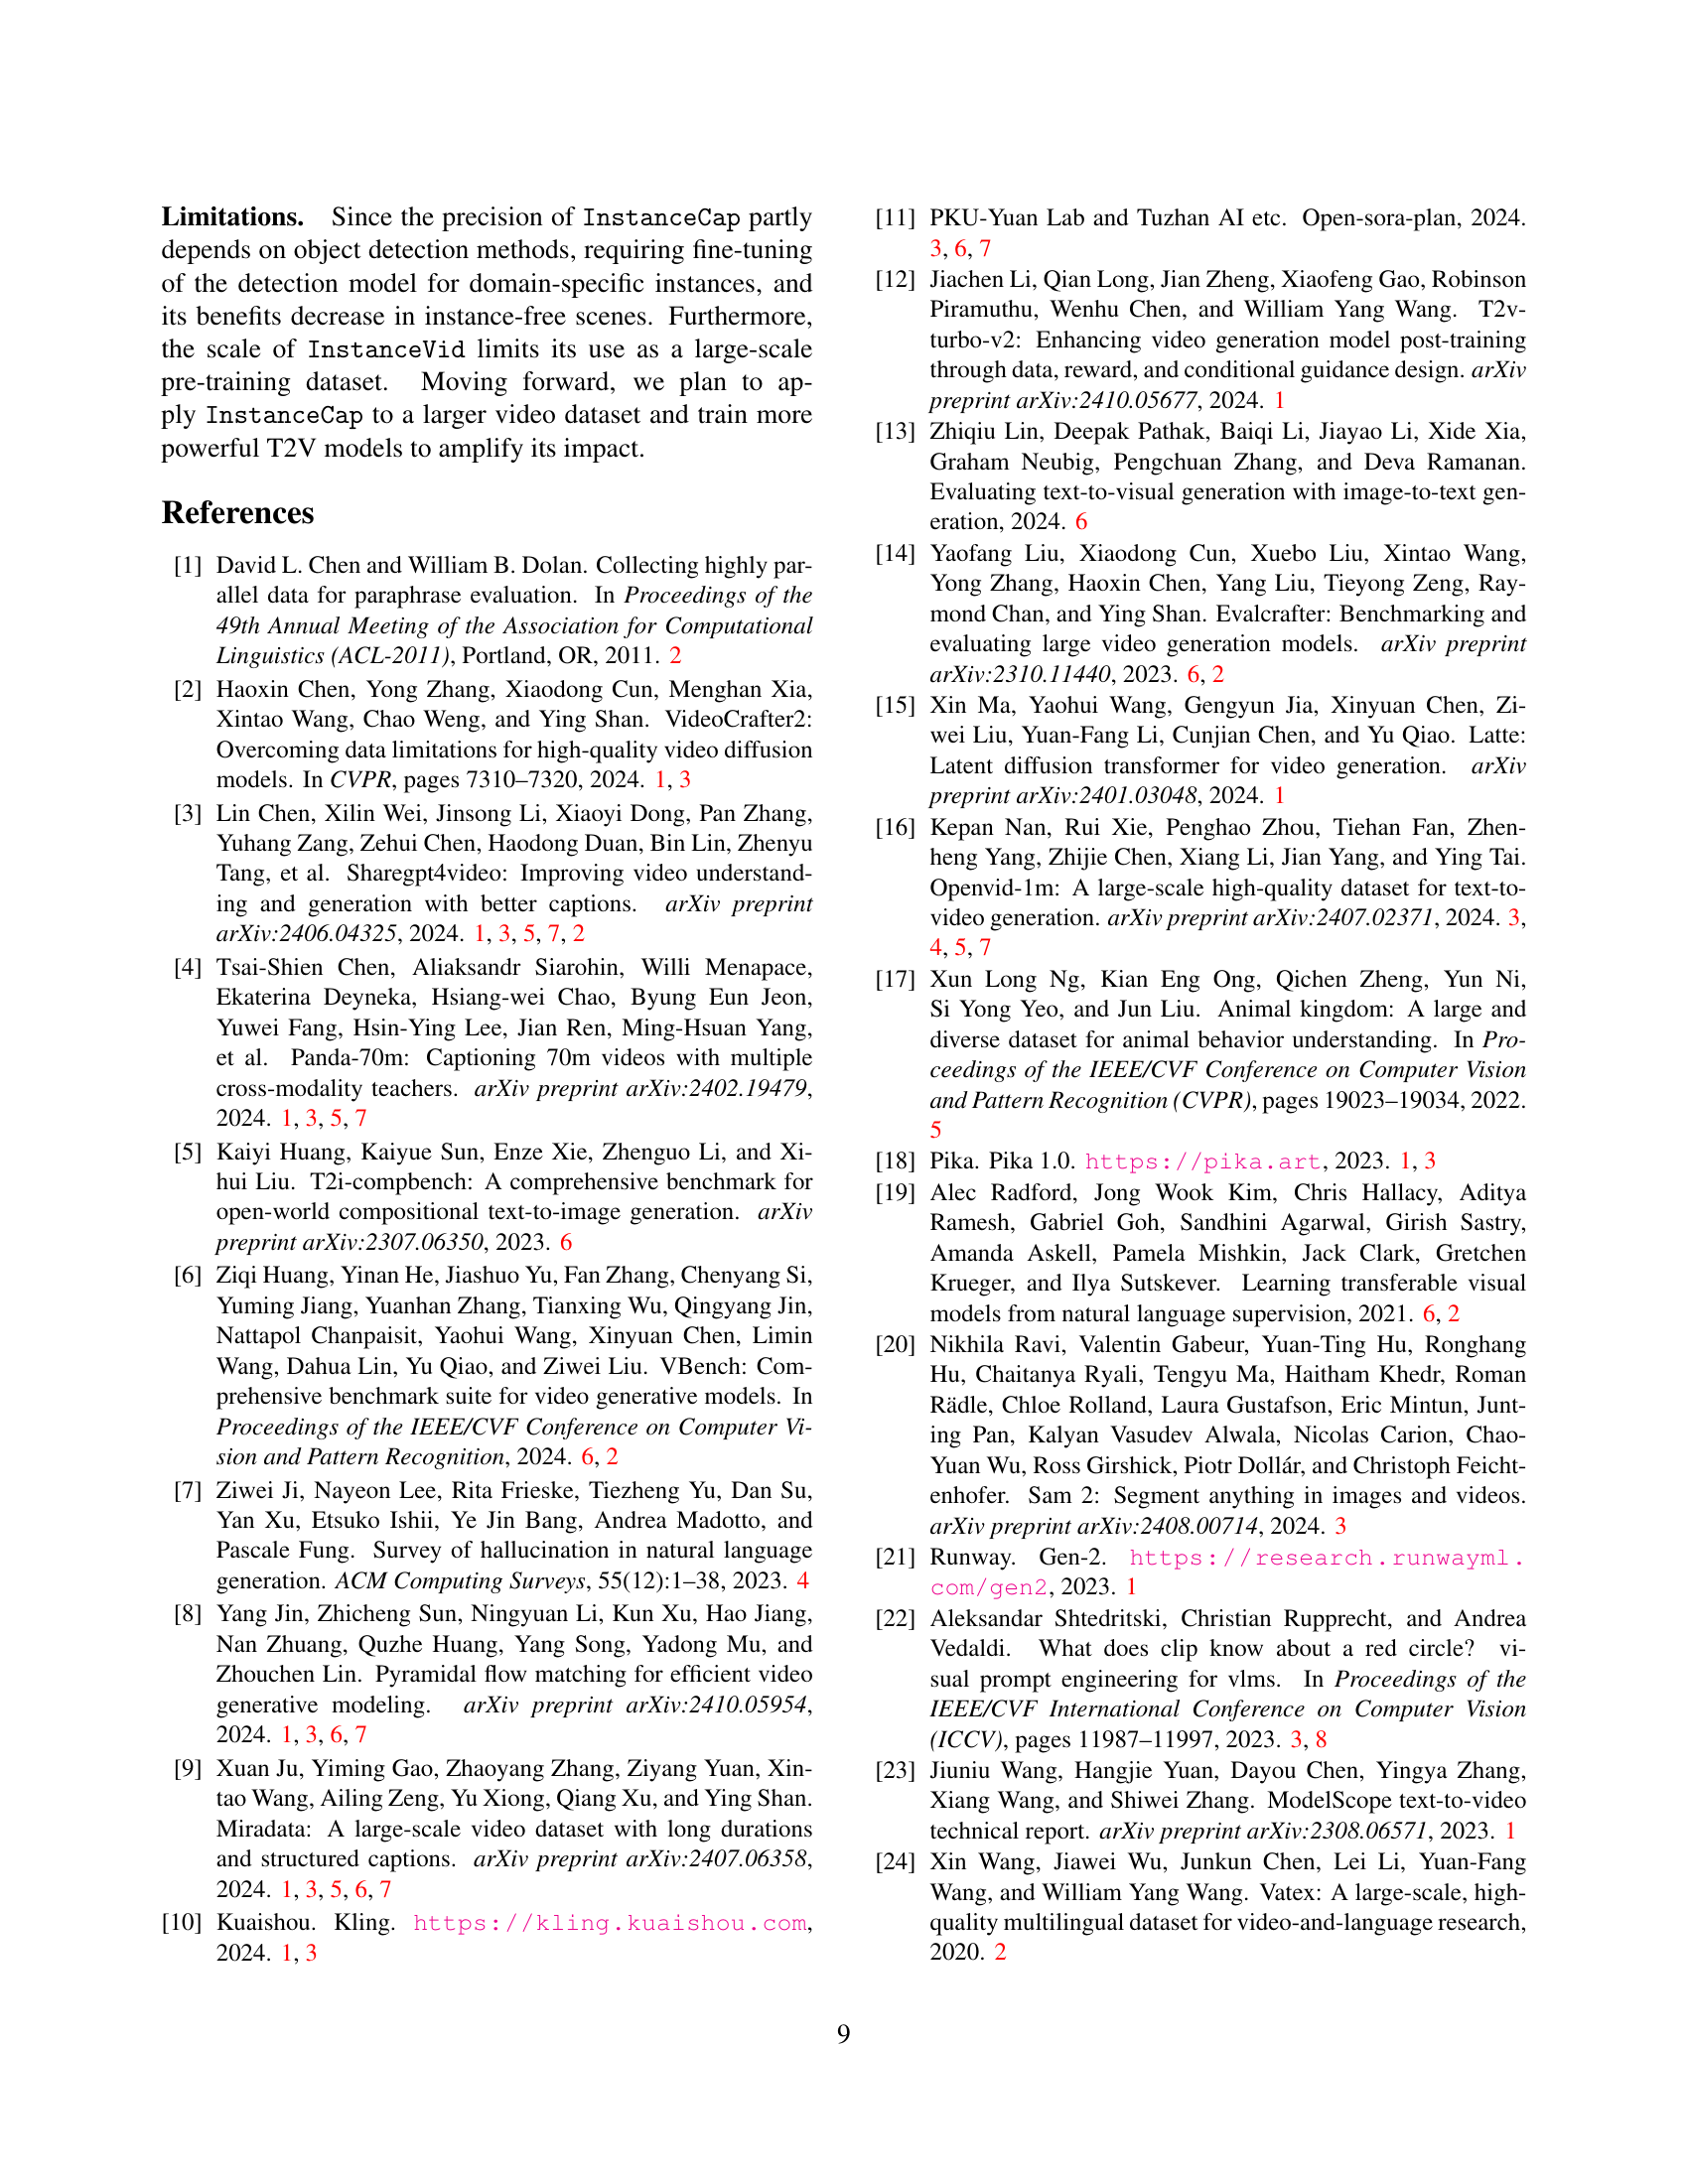 Limitations. Since the precision of InstanceCap partly
depends on object detection methods, requiring fine-tuning
of the detection model for domain-specific instances, and
its benefits decrease in instance-free scenes. Furthermore,
the scale of InstanceVid limits its use as a large-scale
pre-training dataset. Moving forward, we plan to ap-
ply InstanceCap to a larger video dataset and train more
powerful T2V models to amplify its impact.
References
[1] David L. Chen and William B. Dolan. Collecting highly par-
allel data for paraphrase evaluation. In Proceedings of the
49th Annual Meeting of the Association for Computational
Linguistics (ACL-2011), Portland, OR, 2011. 2
[2] Haoxin Chen, Yong Zhang, Xiaodong Cun, Menghan Xia,
Xintao Wang, Chao Weng, and Ying Shan. VideoCrafter2:
Overcoming data limitations for high-quality video diffusion
models. In CVPR, pages 7310–7320, 2024. 1, 3
[3] Lin Chen, Xilin Wei, Jinsong Li, Xiaoyi Dong, Pan Zhang,
Yuhang Zang, Zehui Chen, Haodong Duan, Bin Lin, Zhenyu
Tang, et al. Sharegpt4video: Improving video understand-
ing and generation with better captions. arXiv preprint
arXiv:2406.04325, 2024. 1, 3, 5, 7, 2
[4] Tsai-Shien Chen, Aliaksandr Siarohin, Willi Menapace,
Ekaterina Deyneka, Hsiang-wei Chao, Byung Eun Jeon,
Yuwei Fang, Hsin-Ying Lee, Jian Ren, Ming-Hsuan Yang,
et al. Panda-70m: Captioning 70m videos with multiple
cross-modality teachers. arXiv preprint arXiv:2402.19479,
2024. 1, 3, 5, 7
[5] Kaiyi Huang, Kaiyue Sun, Enze Xie, Zhenguo Li, and Xi-
hui Liu. T2i-compbench: A comprehensive benchmark for
open-world compositional text-to-image generation. arXiv
preprint arXiv:2307.06350, 2023. 6
[6] Ziqi Huang, Yinan He, Jiashuo Yu, Fan Zhang, Chenyang Si,
Yuming Jiang, Yuanhan Zhang, Tianxing Wu, Qingyang Jin,
Nattapol Chanpaisit, Yaohui Wang, Xinyuan Chen, Limin
Wang, Dahua Lin, Yu Qiao, and Ziwei Liu. VBench: Com-
prehensive benchmark suite for video generative models. In
Proceedings of the IEEE/CVF Conference on Computer Vi-
sion and Pattern Recognition, 2024. 6, 2
[7] Ziwei Ji, Nayeon Lee, Rita Frieske, Tiezheng Yu, Dan Su,
Yan Xu, Etsuko Ishii, Ye Jin Bang, Andrea Madotto, and
Pascale Fung. Survey of hallucination in natural language
generation. ACM Computing Surveys, 55(12):1–38, 2023. 4
[8] Yang Jin, Zhicheng Sun, Ningyuan Li, Kun Xu, Hao Jiang,
Nan Zhuang, Quzhe Huang, Yang Song, Yadong Mu, and
Zhouchen Lin. Pyramidal flow matching for efficient video
generative modeling. arXiv preprint arXiv:2410.05954,
2024. 1, 3, 6, 7
[9] Xuan Ju, Yiming Gao, Zhaoyang Zhang, Ziyang Yuan, Xin-
tao Wang, Ailing Zeng, Yu Xiong, Qiang Xu, and Ying Shan.
Miradata: A large-scale video dataset with long durations
and structured captions. arXiv preprint arXiv:2407.06358,
2024. 1, 3, 5, 6, 7
[10] Kuaishou. Kling. https://kling.kuaishou.com,
2024. 1, 3
[11] PKU-Yuan Lab and Tuzhan AI etc. Open-sora-plan, 2024.
3, 6, 7
[12] Jiachen Li, Qian Long, Jian Zheng, Xiaofeng Gao, Robinson
Piramuthu, Wenhu Chen, and William Yang Wang. T2v-
turbo-v2: Enhancing video generation model post-training
through data, reward, and conditional guidance design. arXiv
preprint arXiv:2410.05677, 2024. 1
[13] Zhiqiu Lin, Deepak Pathak, Baiqi Li, Jiayao Li, Xide Xia,
Graham Neubig, Pengchuan Zhang, and Deva Ramanan.
Evaluating text-to-visual generation with image-to-text gen-
eration, 2024. 6
[14] Yaofang Liu, Xiaodong Cun, Xuebo Liu, Xintao Wang,
Yong Zhang, Haoxin Chen, Yang Liu, Tieyong Zeng, Ray-
mond Chan, and Ying Shan. Evalcrafter: Benchmarking and
evaluating large video generation models. arXiv preprint
arXiv:2310.11440, 2023. 6, 2
[15] Xin Ma, Yaohui Wang, Gengyun Jia, Xinyuan Chen, Zi-
wei Liu, Yuan-Fang Li, Cunjian Chen, and Yu Qiao. Latte:
Latent diffusion transformer for video generation. arXiv
preprint arXiv:2401.03048, 2024. 1
[16] Kepan Nan, Rui Xie, Penghao Zhou, Tiehan Fan, Zhen-
heng Yang, Zhijie Chen, Xiang Li, Jian Yang, and Ying Tai.
Openvid-1m: A large-scale high-quality dataset for text-to-
video generation. arXiv preprint arXiv:2407.02371, 2024. 3,
4, 5, 7
[17] Xun Long Ng, Kian Eng Ong, Qichen Zheng, Yun Ni,
Si Yong Yeo, and Jun Liu. Animal kingdom: A large and
diverse dataset for animal behavior understanding. In Pro-
ceedings of the IEEE/CVF Conference on Computer Vision
and Pattern Recognition (CVPR), pages 19023–19034, 2022.
5
[18] Pika. Pika 1.0. https://pika.art, 2023. 1, 3
[19] Alec Radford, Jong Wook Kim, Chris Hallacy, Aditya
Ramesh, Gabriel Goh, Sandhini Agarwal, Girish Sastry,
Amanda Askell, Pamela Mishkin, Jack Clark, Gretchen
Krueger, and Ilya Sutskever. Learning transferable visual
models from natural language supervision, 2021. 6, 2
[20] Nikhila Ravi, Valentin Gabeur, Yuan-Ting Hu, Ronghang
Hu, Chaitanya Ryali, Tengyu Ma, Haitham Khedr, Roman
Rädle, Chloe Rolland, Laura Gustafson, Eric Mintun, Junt-
ing Pan, Kalyan Vasudev Alwala, Nicolas Carion, Chao-
Yuan Wu, Ross Girshick, Piotr Dollár, and Christoph Feicht-
enhofer. Sam 2: Segment anything in images and videos.
arXiv preprint arXiv:2408.00714, 2024. 3
[21] Runway. Gen-2. https://research.runwayml.
com/gen2, 2023. 1
[22] Aleksandar Shtedritski, Christian Rupprecht, and Andrea
Vedaldi. What does clip know about a red circle? vi-
sual prompt engineering for vlms. In Proceedings of the
IEEE/CVF International Conference on Computer Vision
(ICCV), pages 11987–11997, 2023. 3, 8
[23] Jiuniu Wang, Hangjie Yuan, Dayou Chen, Yingya Zhang,
Xiang Wang, and Shiwei Zhang. ModelScope text-to-video
technical report. arXiv preprint arXiv:2308.06571, 2023. 1
[24] Xin Wang, Jiawei Wu, Junkun Chen, Lei Li, Yuan-Fang
Wang, and William Yang Wang. Vatex: A large-scale, high-
quality multilingual dataset for video-and-language research,
2020. 2
9